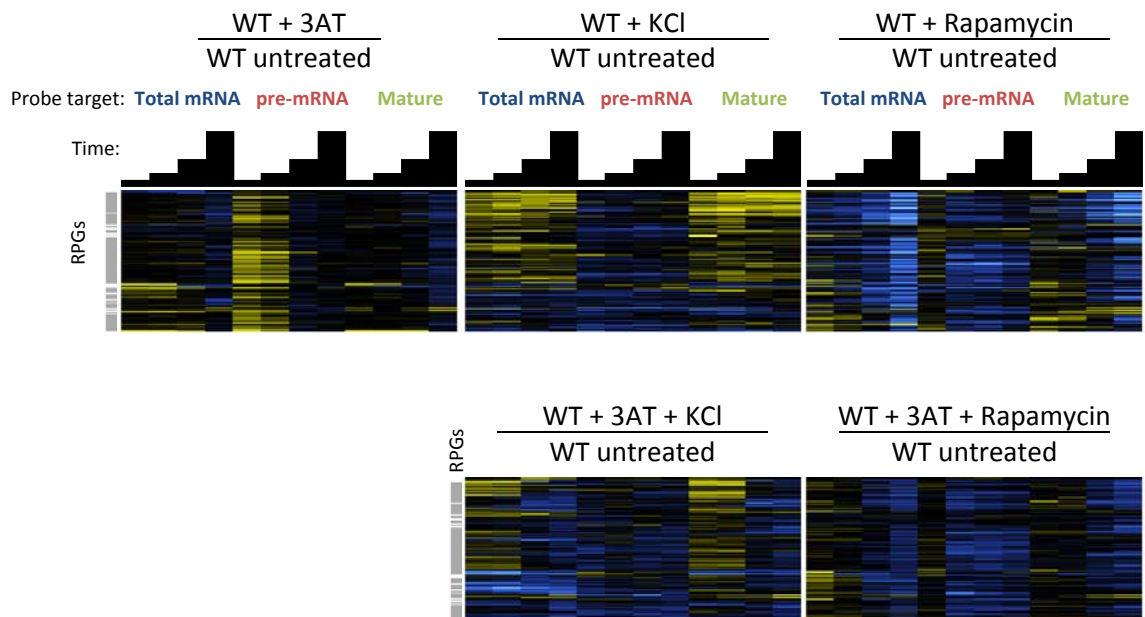 WT + 3AT
WT untreated
WT + KCl
WT untreated
WT + Rapamycin
WT untreated
Probe target: Total mRNA pre-mRNA Mature Total mRNA pre-mRNA Mature Total mRNA pre-mRNA Mature
Time:
RPGs
WT + 3AT + KCl
WT untreated
WT + 3AT + Rapamycin
WT untreated
RPGs